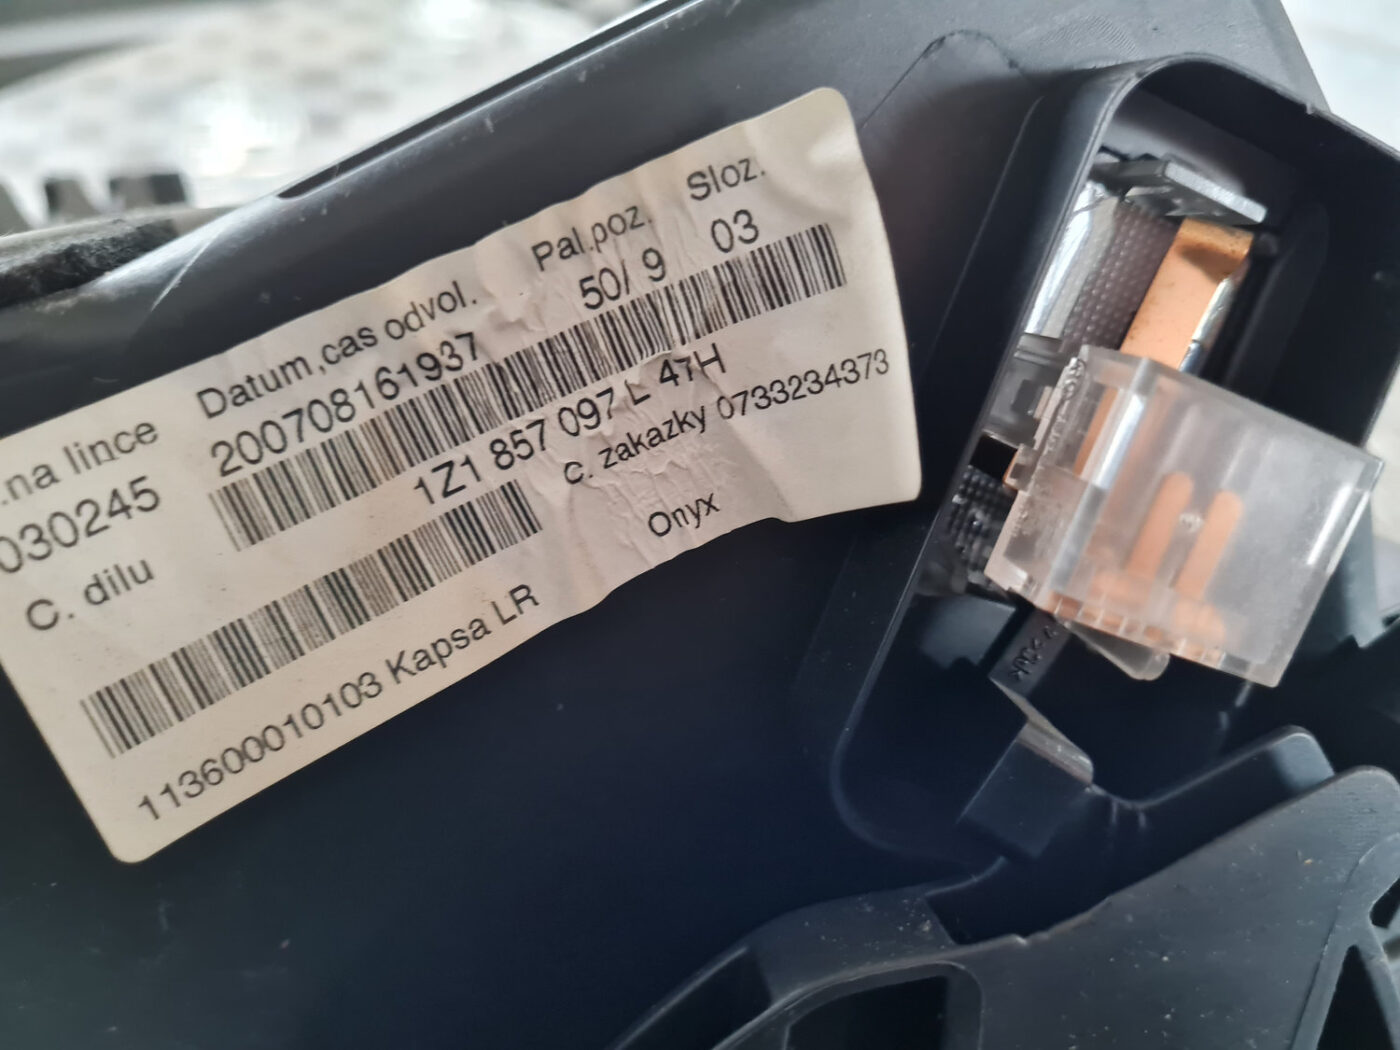 .na lince Datum,cas odvol. Pal.poz. Sloz.
030245 200708161937 50/ 9 03
C. dilu 1Z1 857 097 L 47H
C. zakazky 0733234373
11360001010103 Kapsa LR Onyx